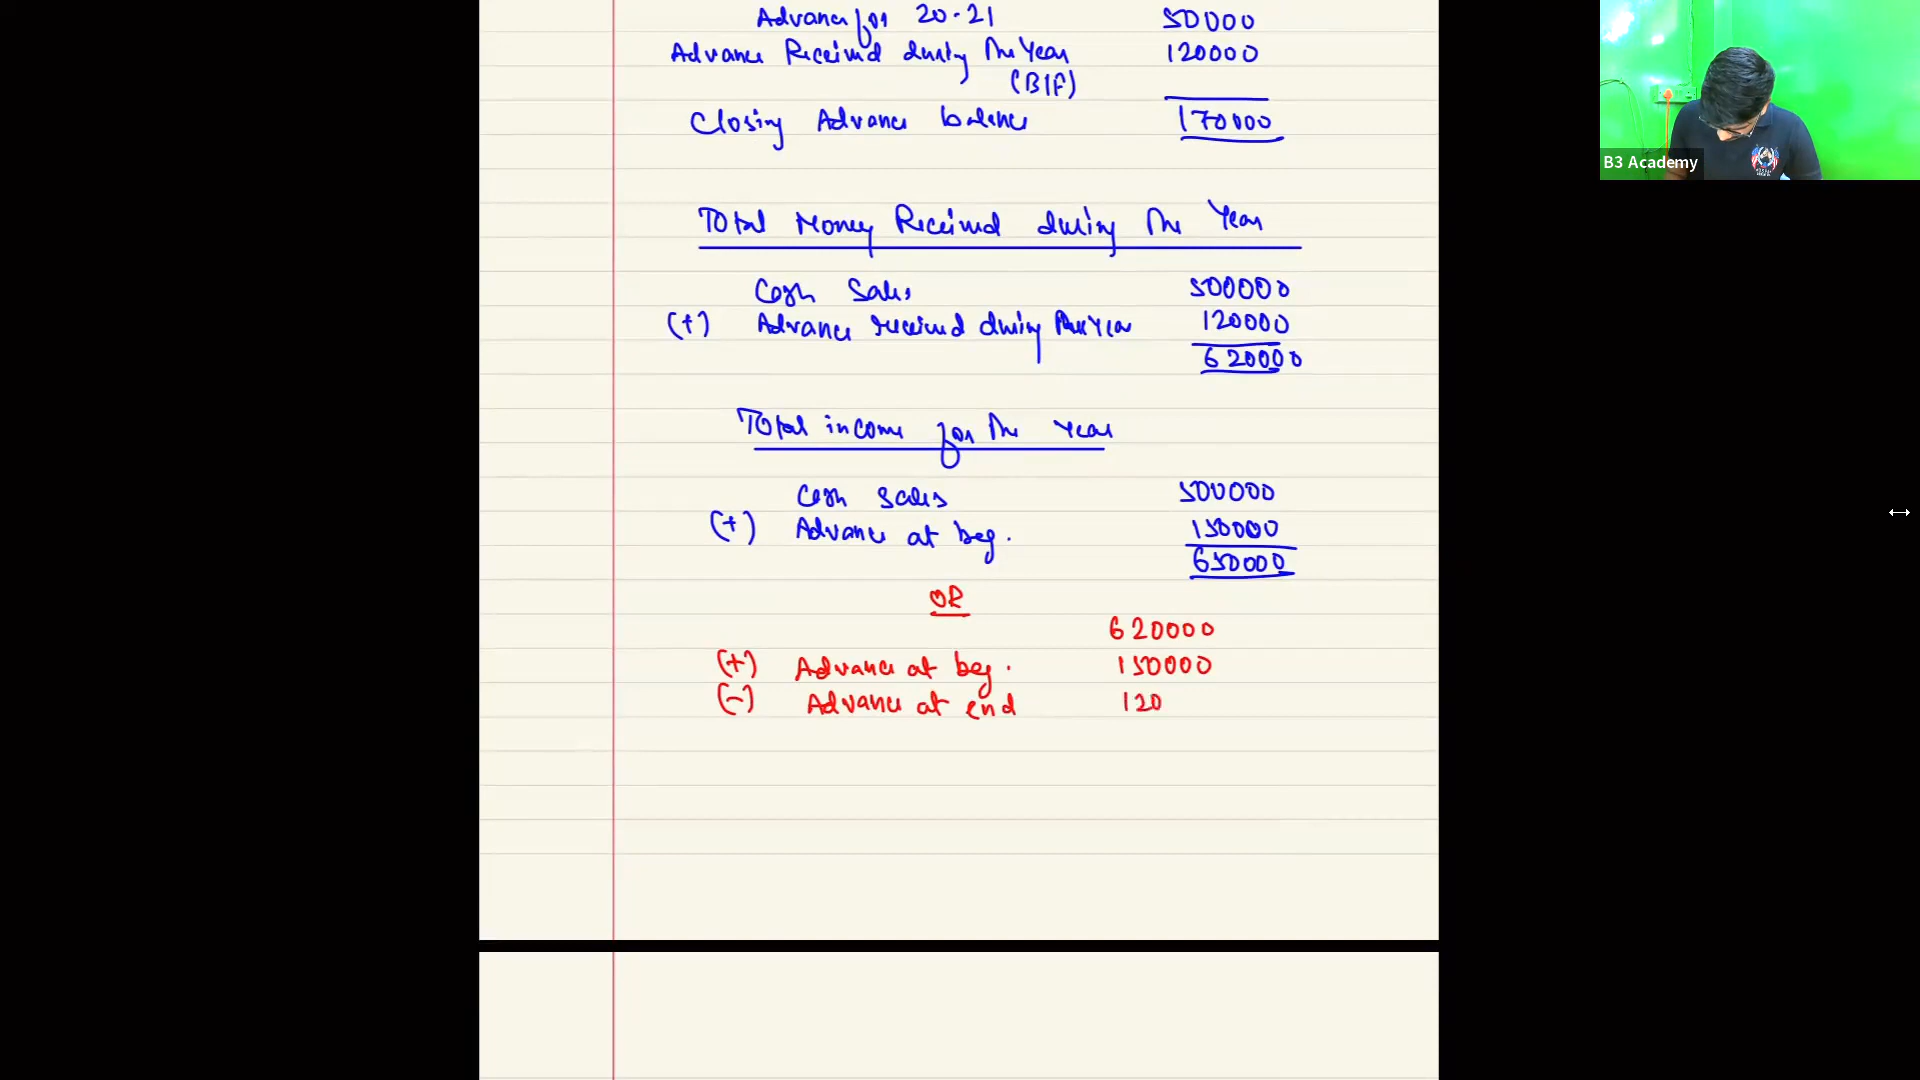 Advance for 20-21 50000
Advance Received during the Year 120000
(B/F)
Closing Advance balance 170000
Total Money Received during the Year
Cash Sales 500000
(+) Advance received during the Year 120000
620000
Total income for the Year
Cash Sales 500000
(+) Advance at beg. 150000
650000
OR
620000
(+) Advance at beg. 150000
(-) Advance at end 120
B3 Academy